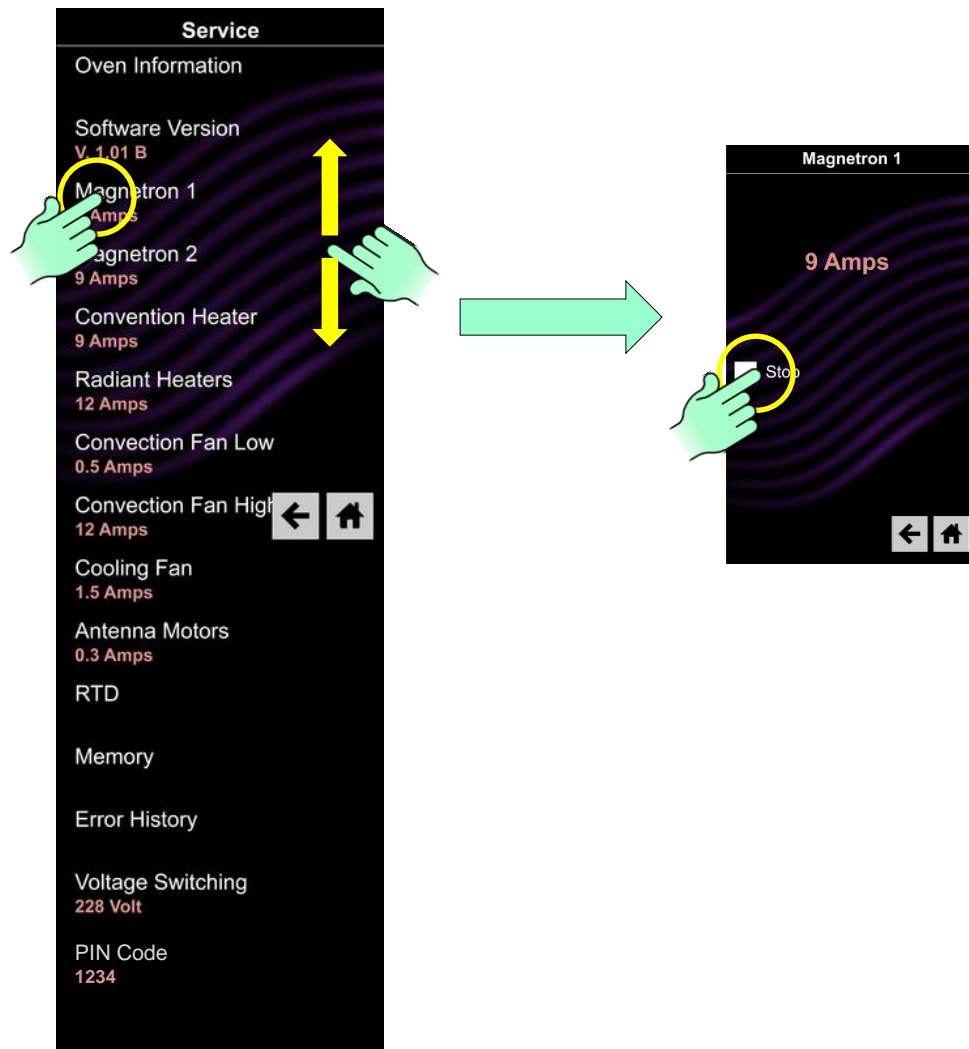 Service
Oven Information
Software Version
V. 1.01 B
Magnetron 1
Amps
Magnetron 2
9 Amps
Convention Heater
9 Amps
Radiant Heaters
12 Amps
Convection Fan Low
0.5 Amps
Convection Fan High
12 Amps
Cooling Fan
1.5 Amps
Antenna Motors
0.3 Amps
RTD
Memory
Error History
Voltage Switching
228 Volt
PIN Code
1234
Magnetron 1
9 Amps
Stop